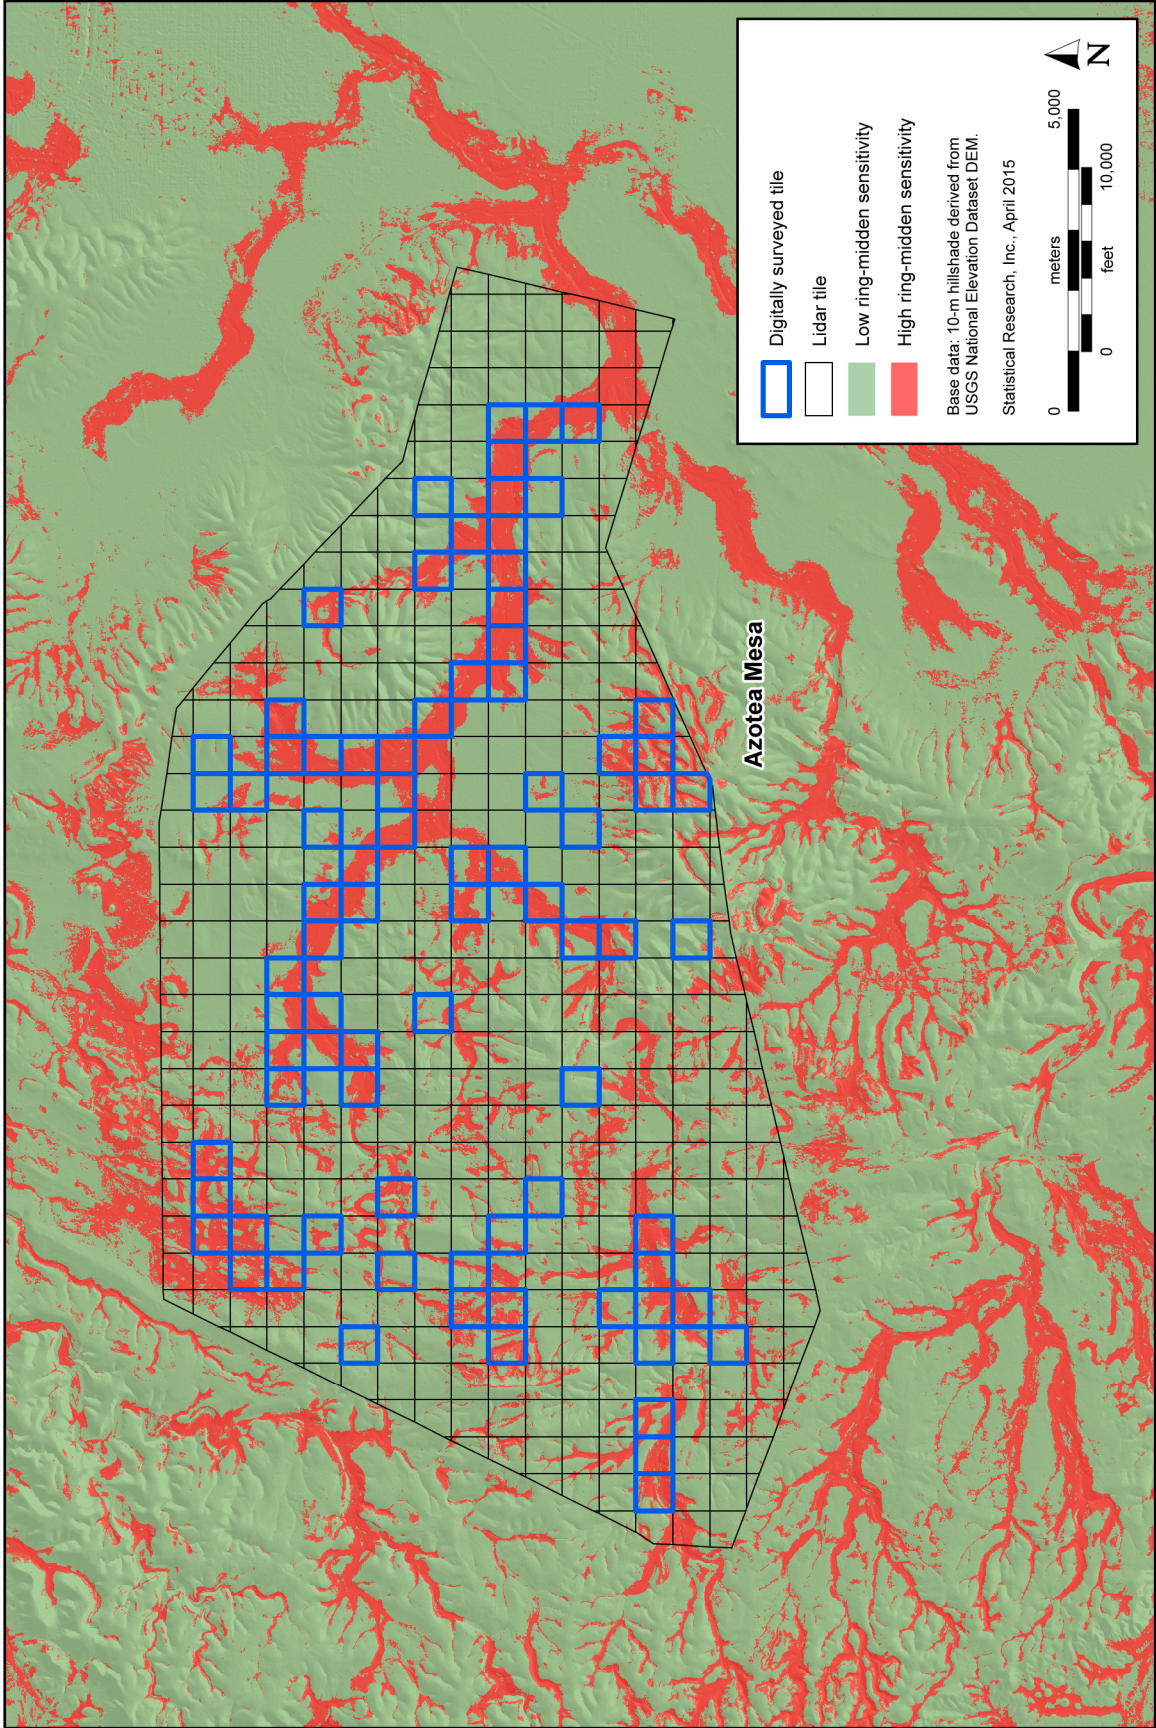 Azotea Mesa
Digitally surveyed tile
Lidar tile
Low ring-midden sensitivity
High ring-midden sensitivity
Base data: 10-m hillshade derived from
USGS National Elevation Dataset DEM.
Statistical Research, Inc., April 2015
0 5,000
meters
feet
0 10,000
N